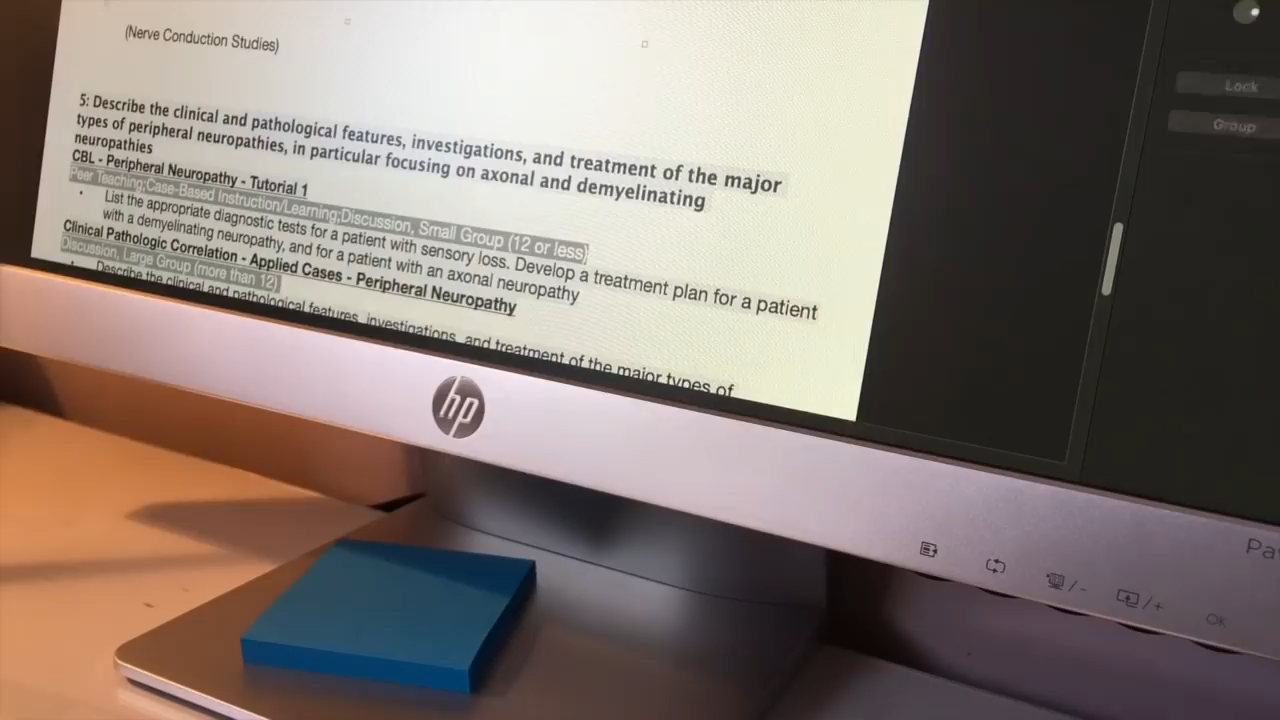 (Nerve Conduction Studies)
5: Describe the clinical and pathological features, investigations, and treatment of the major
types of peripheral neuropathies, in particular focusing on axonal and demyelinating
neuropathies
CBL - Peripheral Neuropathy - Tutorial 1
Peer Teaching;Case-Based Instruction/Learning;Discussion, Small Group (12 or less)
• List the appropriate diagnostic tests for a patient with sensory loss. Develop a treatment plan for a patient
with a demyelinating neuropathy, and for a patient with an axonal neuropathy
Clinical Pathologic Correlation - Applied Cases - Peripheral Neuropathy
Discussion, Large Group (more than 12)
• Describe the clinical and pathological features, investigations, and treatment of the major types of
Lock
Group
hp
Pa
/-
/+
OK